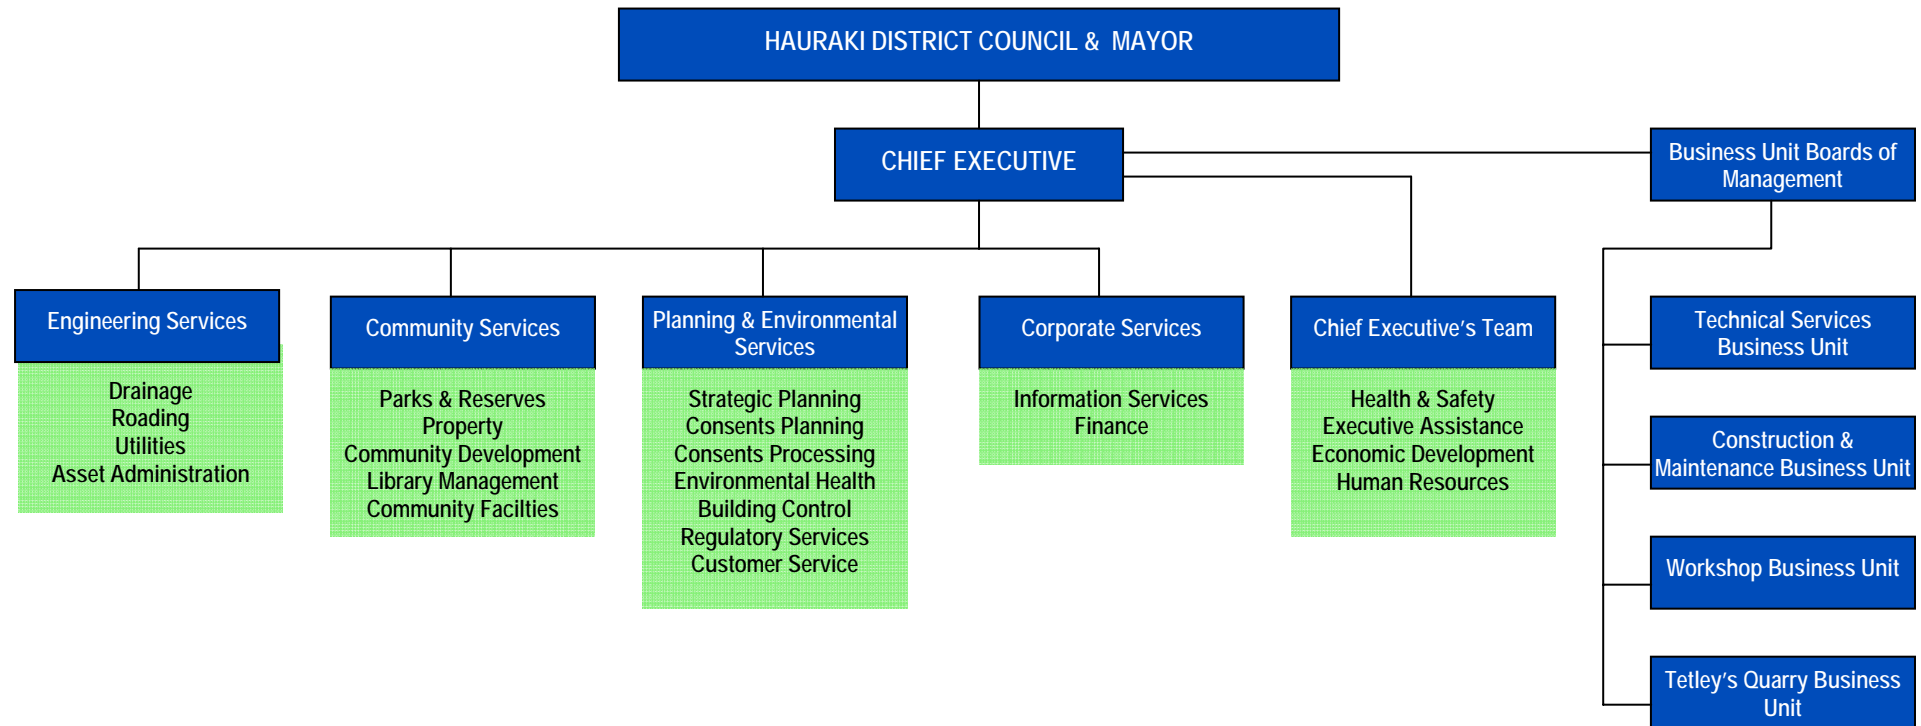 HAURAKI DISTRICT COUNCIL & MAYOR
CHIEF EXECUTIVE
Business Unit Boards of
Management
Engineering Services
Drainage
Roading
Utilities
Asset Administration
Community Services
Parks & Reserves
Property
Community Development
Library Management
Community Facilties
Planning & Environmental
Services
Strategic Planning
Consents Planning
Consents Processing
Environmental Health
Building Control
Regulatory Services
Customer Service
Corporate Services
Information Services
Finance
Chief Executive's Team
Health & Safety
Executive Assistance
Economic Development
Human Resources
Technical Services
Business Unit
Construction &
Maintenance Business Unit
Workshop Business Unit
Tetley's Quarry Business
Unit